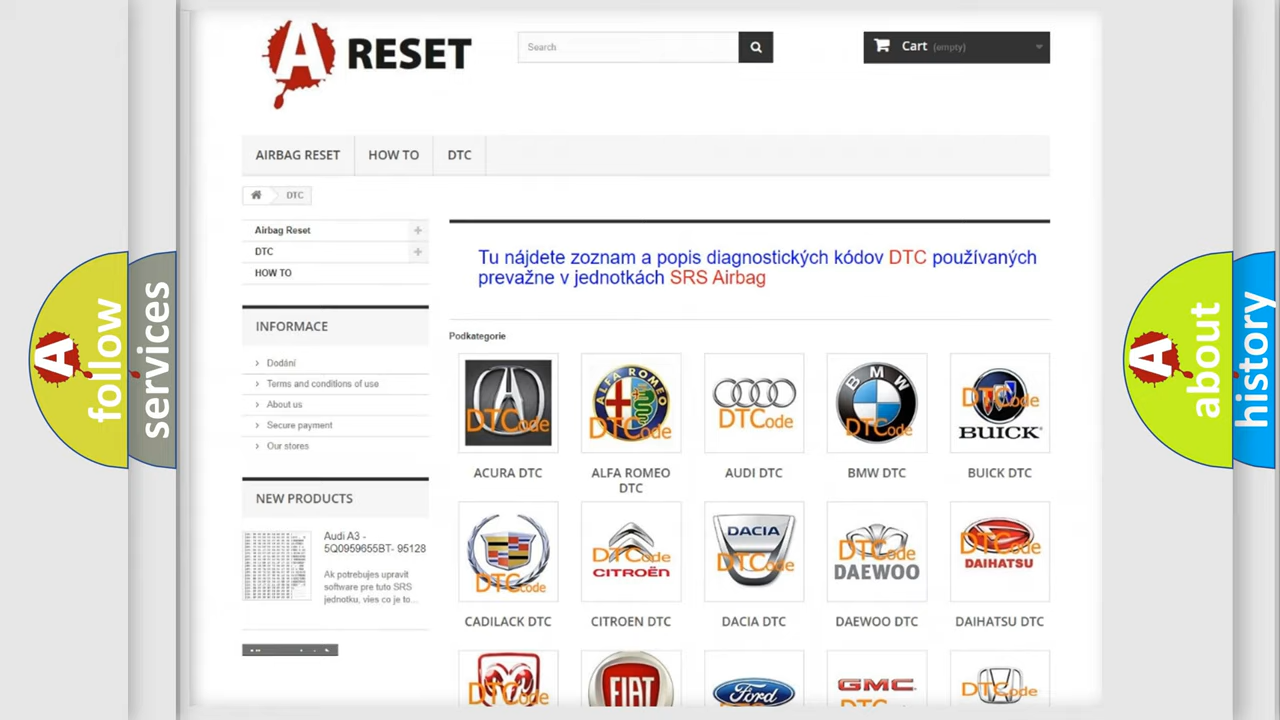 A RESET
Search
Cart (empty)
AIRBAG RESET
HOW TO
DTC
DTC
Airbag Reset
DTC
HOW TO
Tu nájdete zoznam a popis diagnostických kódov DTC používaných
prevažne v jednotkách SRS Airbag
INFORMACE
Podkategorie
Dodání
Terms and conditions of use
About us
Secure payment
Our stores
DTCode
ALFA ROMEO
DTCode
DTCode
BMW
DTCode
DTCode
BUICK
ACURA DTC
ALFA ROMEO
DTC
AUDI DTC
BMW DTC
BUICK DTC
NEW PRODUCTS
Audi A3 -
5Q0959655BT- 95128
Ak potrebujes upravit
software pre tuto SRS
jednotku, vies co je to...
DTCode
DTCode
CITROËN
DACIA
DTCode
DTCode
DAEWOO
DTCode
DAIHATSU
CADILACK DTC
CITROEN DTC
DACIA DTC
DAEWOO DTC
DAIHATSU DTC
DTCode
FIAT
Ford
GMC
DTCode
A follow
services
A about
history